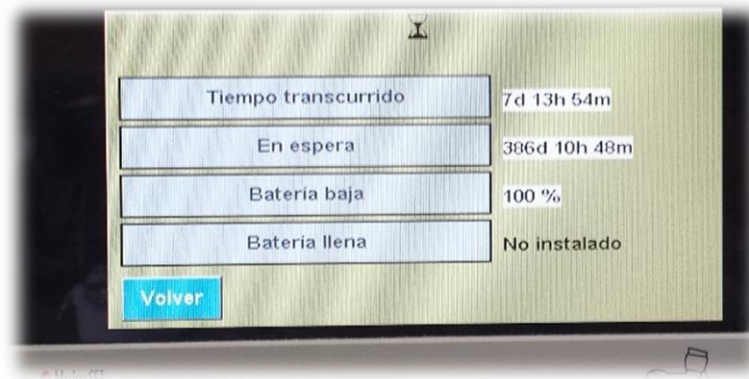 Tiempo transcurrido 7d 13h 54m
En espera 386d 10h 48m
Batería baja 100 %
Batería llena No instalado
Volver